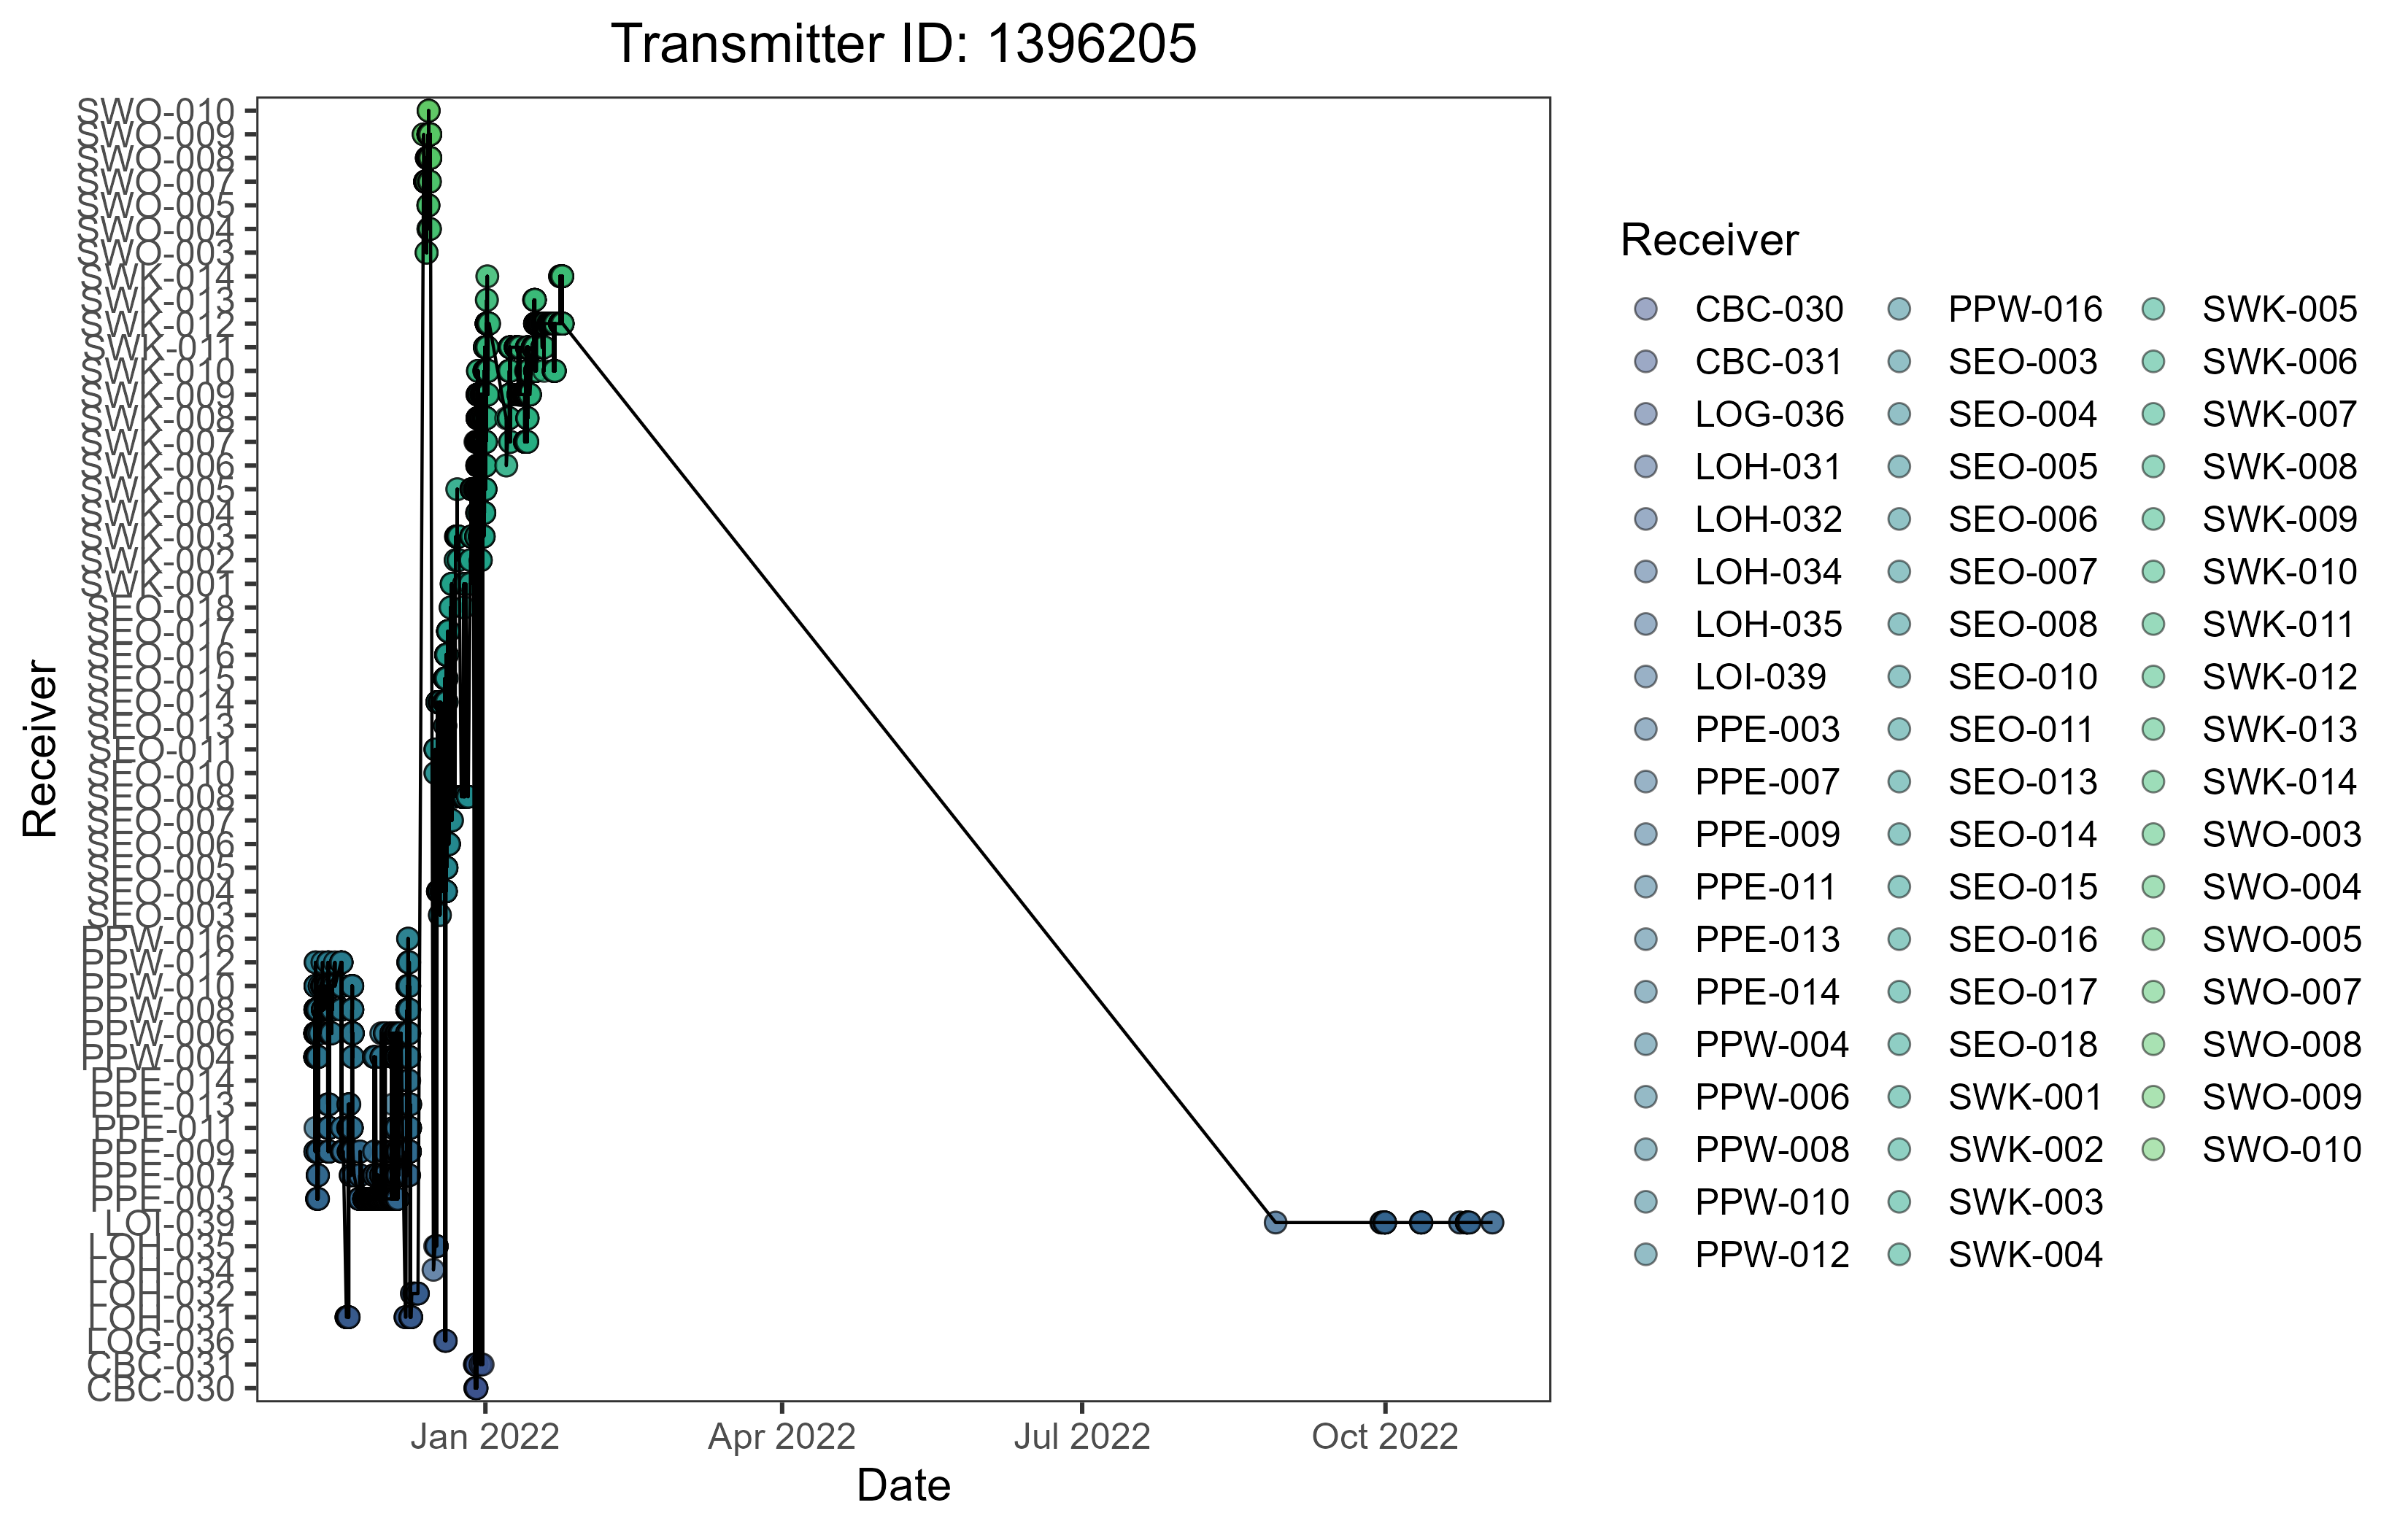 Transmitter ID: 1396205
Receiver
SWO-010
SWO-009
SWO-008
SWO-007
SWO-005
SWO-004
SWO-003
SWK-014
SWK-013
SWK-012
SWK-011
SWK-010
SWK-009
SWK-008
SWK-007
SWK-006
SWK-005
SWK-004
SWK-003
SWK-002
SWK-001
SEO-018
SEO-017
SEO-016
SEO-015
SEO-014
SEO-013
SEO-011
SEO-010
SEO-008
SEO-007
SEO-006
SEO-005
SEO-004
SEO-003
PPW-016
PPW-012
PPW-010
PPW-008
PPW-006
PPW-004
PPE-014
PPE-013
PPE-011
PPE-009
PPE-007
PPE-003
LOI-039
LOH-035
LOH-034
LOH-032
LOH-031
LOG-036
CBC-031
CBC-030
Jan 2022 Apr 2022 Jul 2022 Oct 2022
Date
Receiver
CBC-030 PPW-016 SWK-005
CBC-031 SEO-003 SWK-006
LOG-036 SEO-004 SWK-007
LOH-031 SEO-005 SWK-008
LOH-032 SEO-006 SWK-009
LOH-034 SEO-007 SWK-010
LOH-035 SEO-008 SWK-011
LOI-039 SEO-010 SWK-012
PPE-003 SEO-011 SWK-013
PPE-007 SEO-013 SWK-014
PPE-009 SEO-014 SWO-003
PPE-011 SEO-015 SWO-004
PPE-013 SEO-016 SWO-005
PPE-014 SEO-017 SWO-007
PPW-004 SEO-018 SWO-008
PPW-006 SWK-001 SWO-009
PPW-008 SWK-002 SWO-010
PPW-010 SWK-003
PPW-012 SWK-004